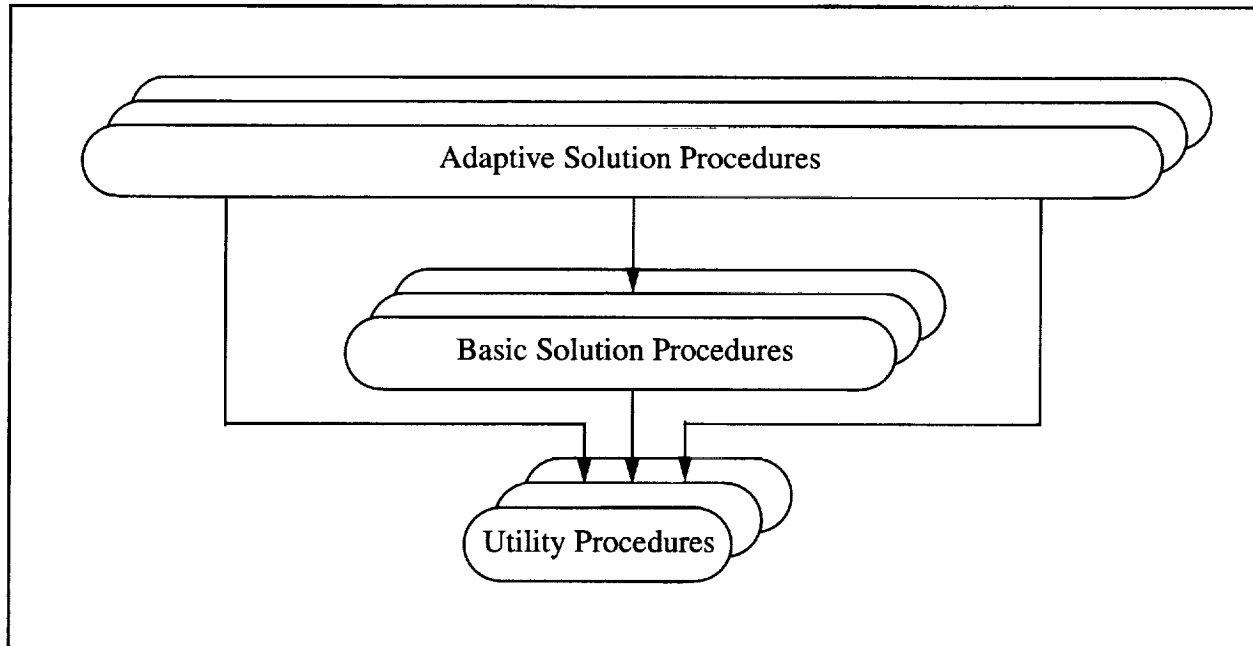 Adaptive Solution Procedures
Basic Solution Procedures
Utility Procedures